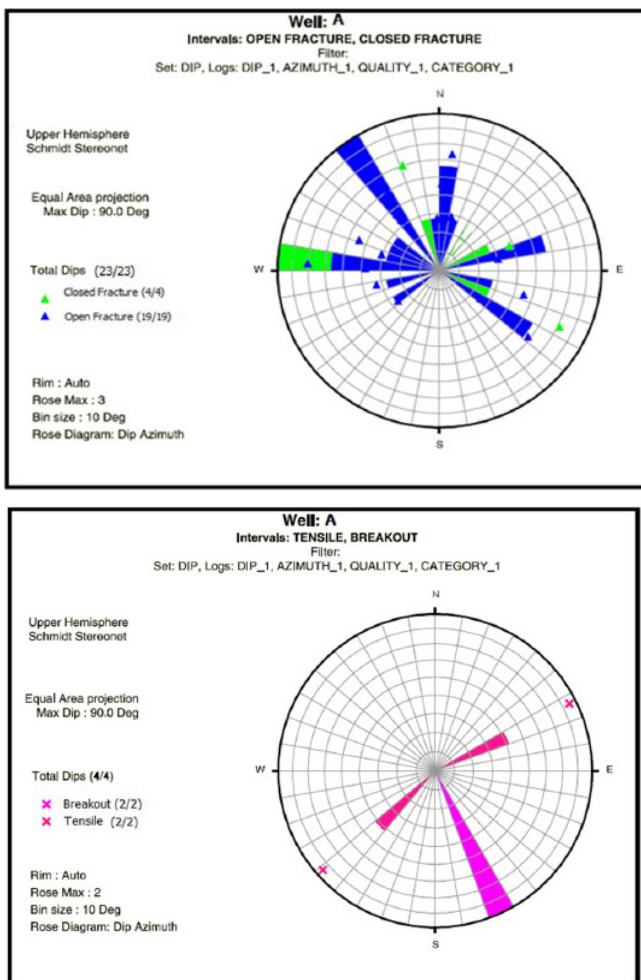 Well: A
Intervals: OPEN FRACTURE, CLOSED FRACTURE
Filter:
Set: DIP, Logs: DIP_1, AZIMUTH_1, QUALITY_1, CATEGORY_1
N
Upper Hemisphere
Schmidt Stereonet
Equal Area projection
Max Dip : 90.0 Deg
Total Dips (23/23)
W
E
Closed Fracture (4/4)
Open Fracture (19/19)
Rim : Auto
Rose Max : 3
Bin size : 10 Deg
Rose Diagram: Dip Azimuth
S
Well: A
Intervals: TENSILE, BREAKOUT
Filter:
Set: DIP, Logs: DIP_1, AZIMUTH_1, QUALITY_1, CATEGORY_1
N
Upper Hemisphere
Schmidt Stereonet
Equal Area projection
Max Dip : 90.0 Deg
W
E
Total Dips (4/4)
Breakout (2/2)
Tensile (2/2)
Rim : Auto
Rose Max : 2
Bin size : 10 Deg
Rose Diagram: Dip Azimuth
S